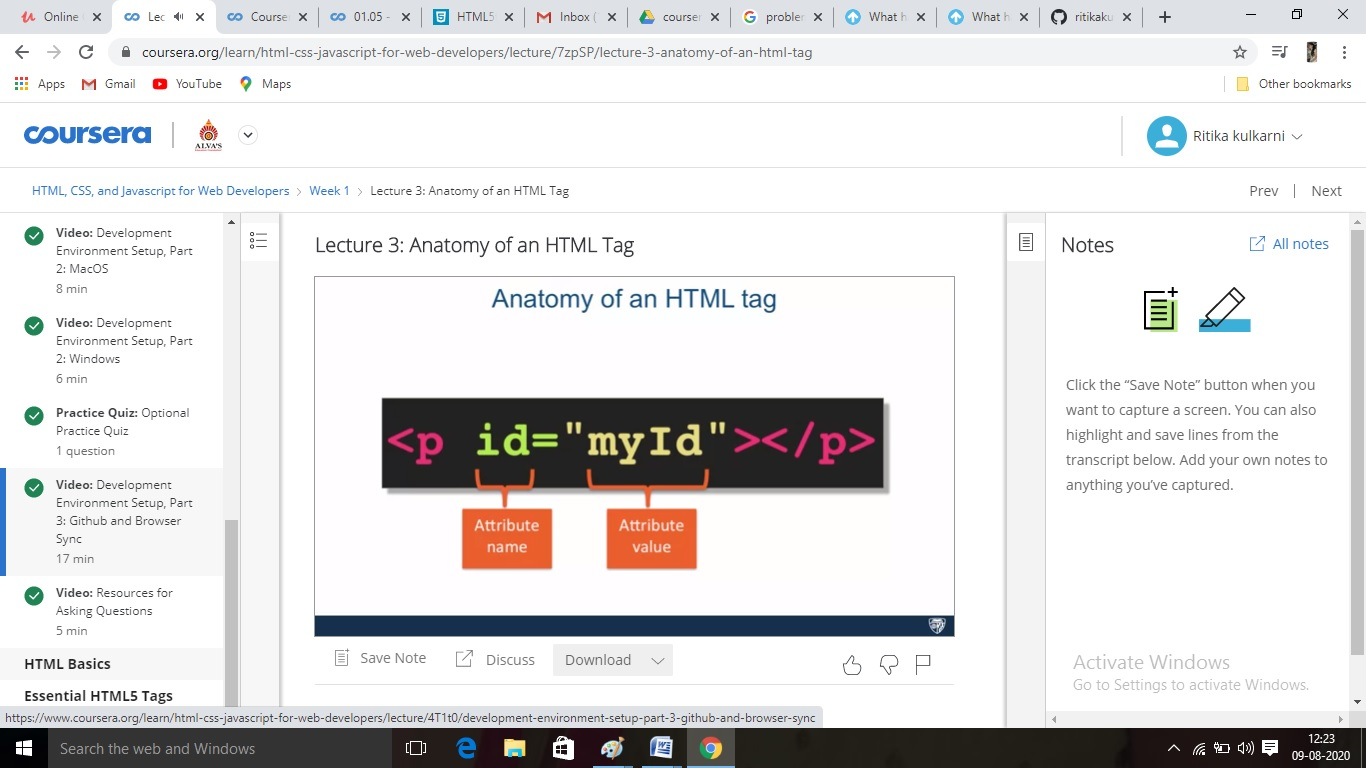 Online
Lec
Course
01.05 -
HTML5
Inbox (
course
problem
What h
What h
ritikaku
coursera.org/learn/html-css-javascript-for-web-developers/lecture/7zpSP/lecture-3-anatomy-of-an-html-tag
Apps Gmail YouTube Maps Other bookmarks
coursera ALVA'S Ritika kulkarni
HTML, CSS, and Javascript for Web Developers > Week 1 > Lecture 3: Anatomy of an HTML Tag Prev | Next
Video: Development
Environment Setup, Part
2: MacOS
8 min
Video: Development
Environment Setup, Part
2: Windows
6 min
Practice Quiz: Optional
Practice Quiz
1 question
Video: Development
Environment Setup, Part
3: Github and Browser
Sync
17 min
Video: Resources for
Asking Questions
5 min
HTML Basics
Essential HTML5 Tags
Lecture 3: Anatomy of an HTML Tag
Anatomy of an HTML tag
<p id="myId"></p>
Attribute
name
Attribute
value
Save Note Discuss Download
Notes All notes
Click the “Save Note” button when you
want to capture a screen. You can also
highlight and save lines from the
transcript below. Add your own notes to
anything you’ve captured.
Activate Windows
Go to Settings to activate Windows.
https://www.coursera.org/learn/html-css-javascript-for-web-developers/lecture/4T1t0/development-environment-setup-part-3-github-and-browser-sync
Search the web and Windows
12:23
09-08-2020